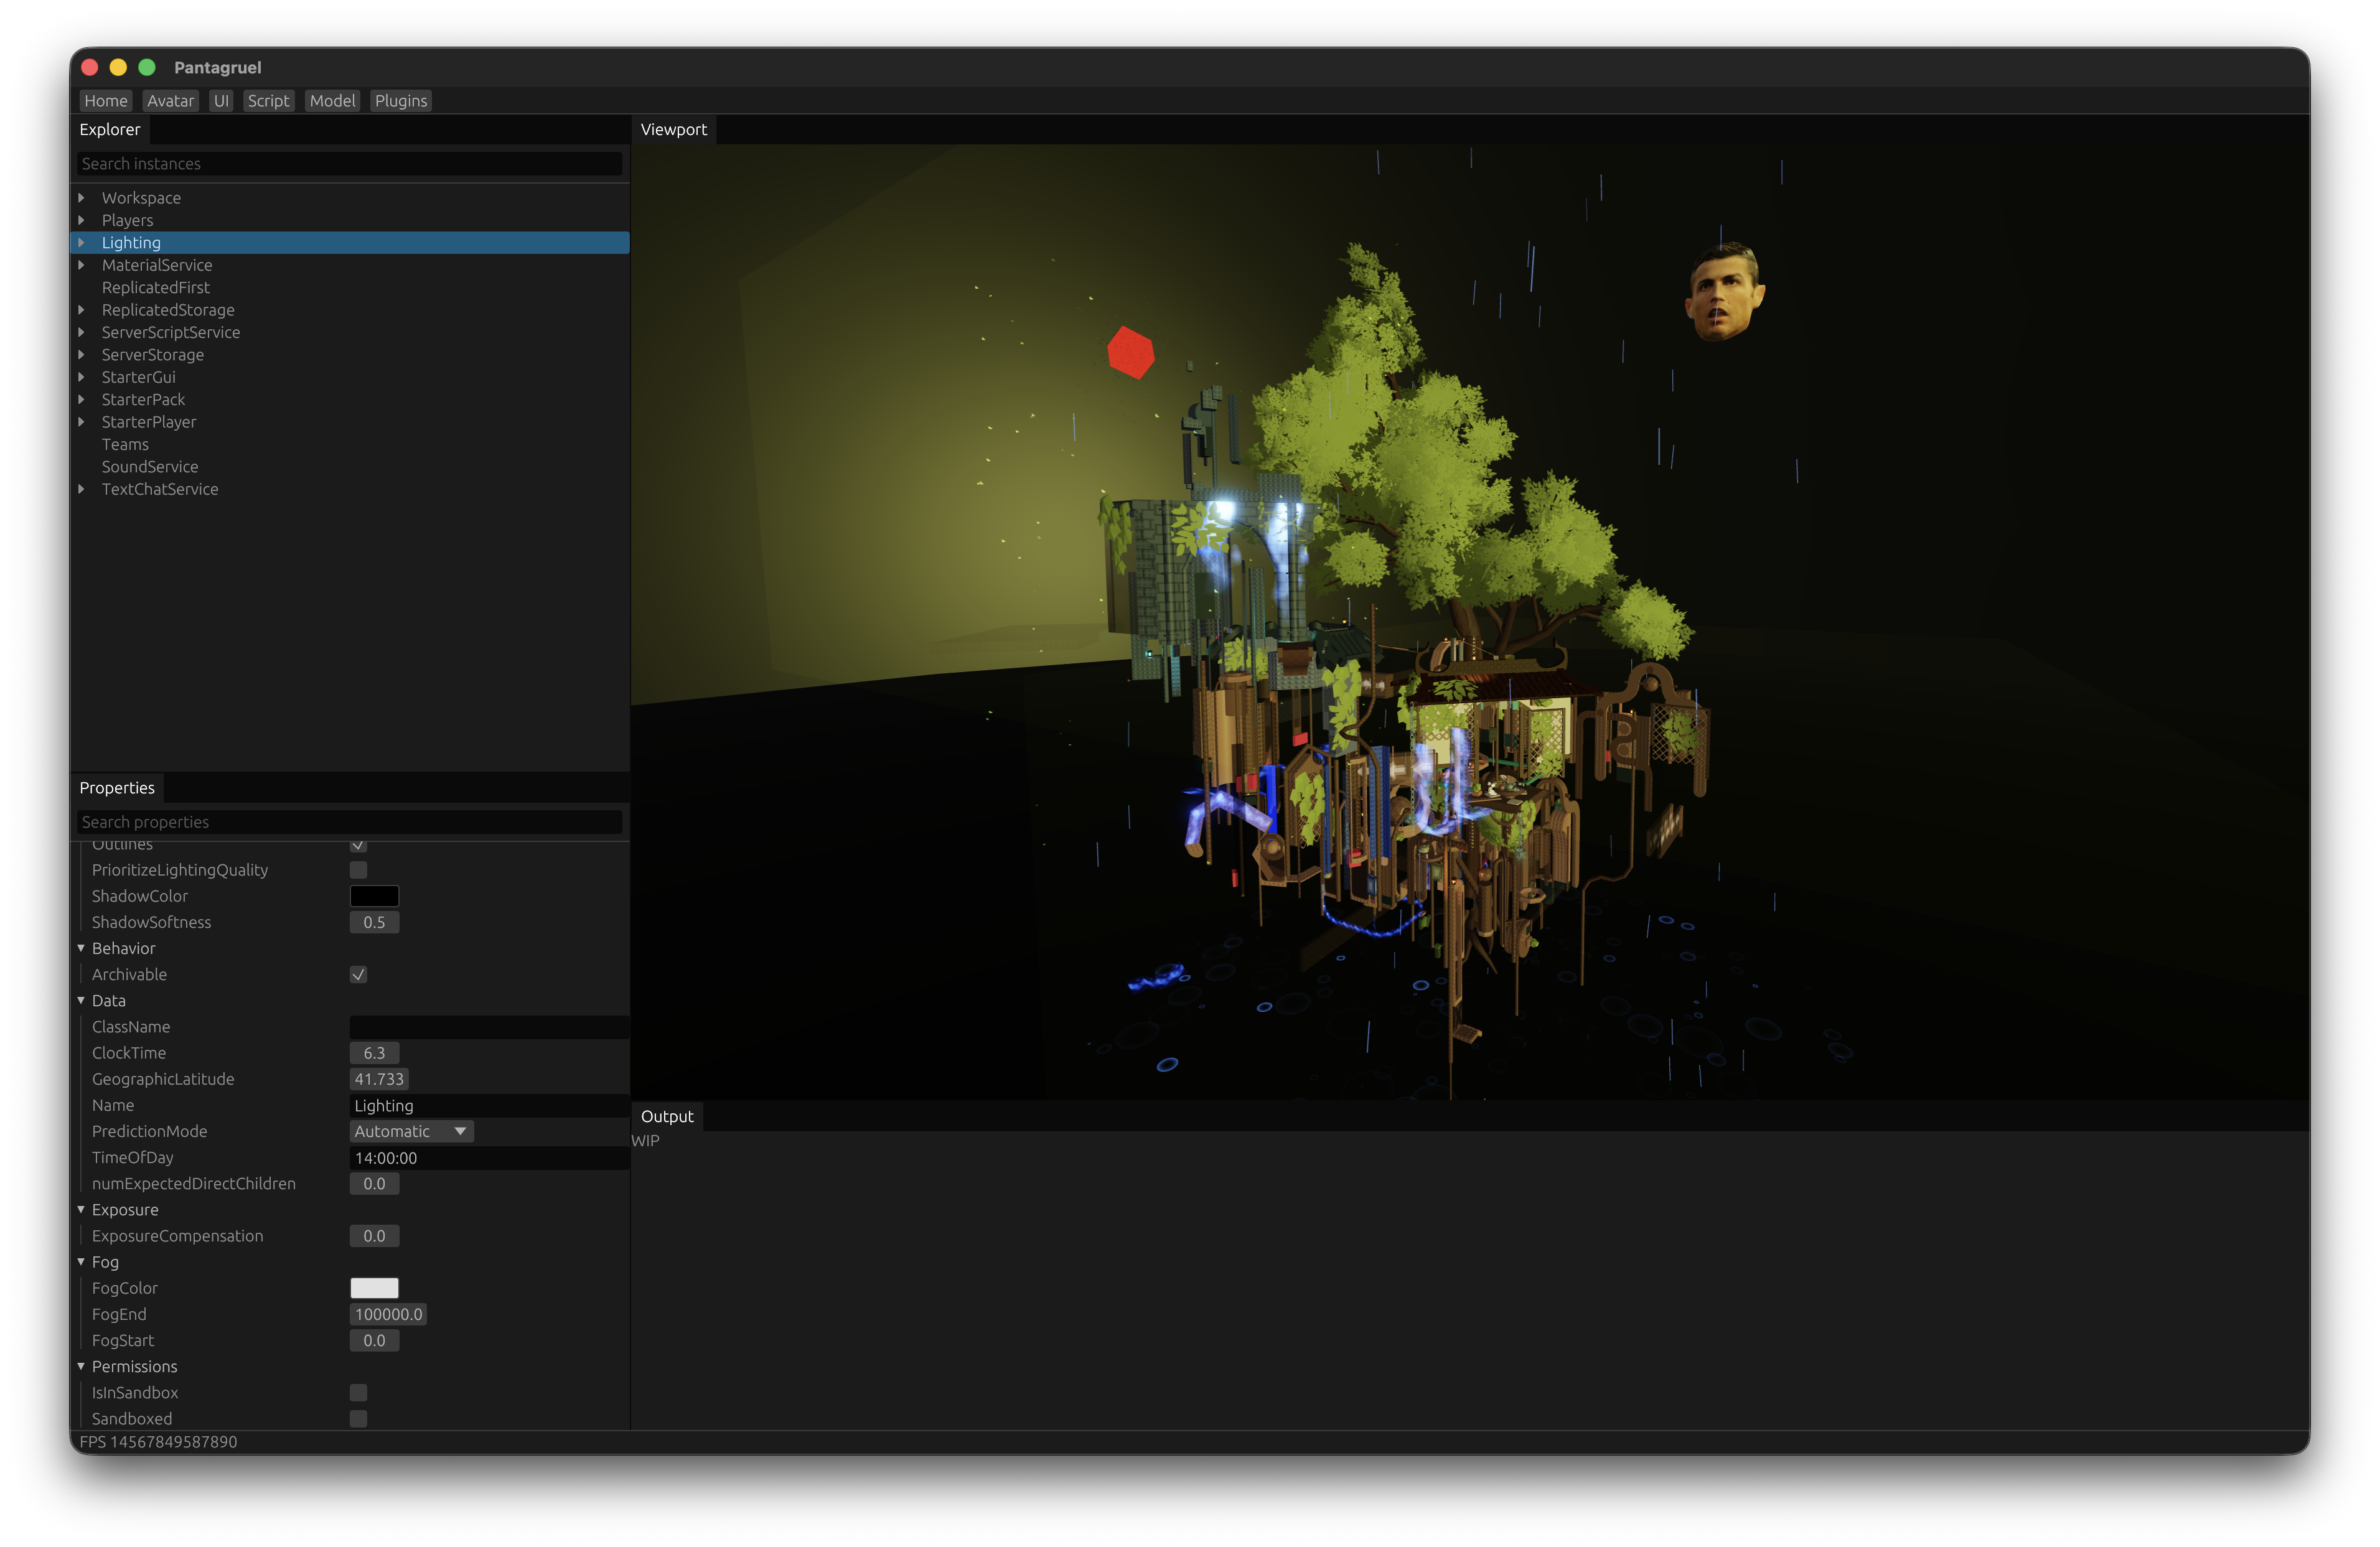 Pantagruel
Home Avatar UI Script Model Plugins
Explorer
Search instances
Workspace
Players
Lighting
MaterialService
ReplicatedFirst
ReplicatedStorage
ServerScriptService
ServerStorage
StarterGui
StarterPack
StarterPlayer
Teams
SoundService
TextChatService
Properties
Search properties
Outlines
PrioritizeLightingQuality
ShadowColor
ShadowSoftness 0.5
Behavior
Archivable
Data
ClassName
ClockTime 6.3
GeographicLatitude 41.733
Name Lighting
PredictionMode Automatic
TimeOfDay 14:00:00
numExpectedDirectChildren 0.0
Exposure
ExposureCompensation 0.0
Fog
FogColor
FogEnd 100000.0
FogStart 0.0
Permissions
IsInSandbox
Sandboxed
FPS 14567849587890
Viewport
Output
WIP